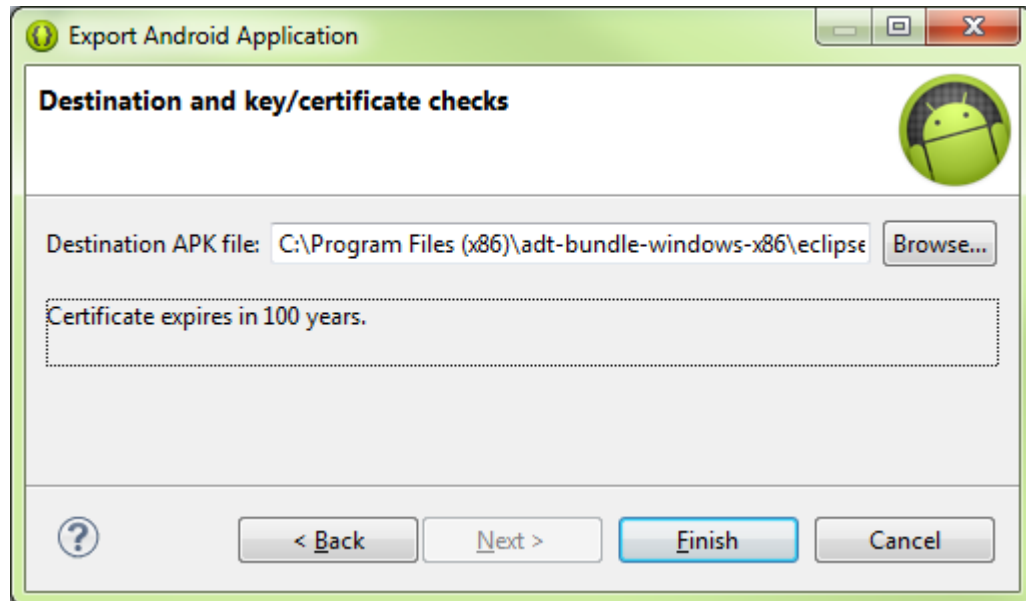 Export Android Application
Destination and key/certificate checks
Destination APK file: C:\Program Files (x86)\adt-bundle-windows-x86\eclipse Browse...
Certificate expires in 100 years.
? < Back Next > Finish Cancel